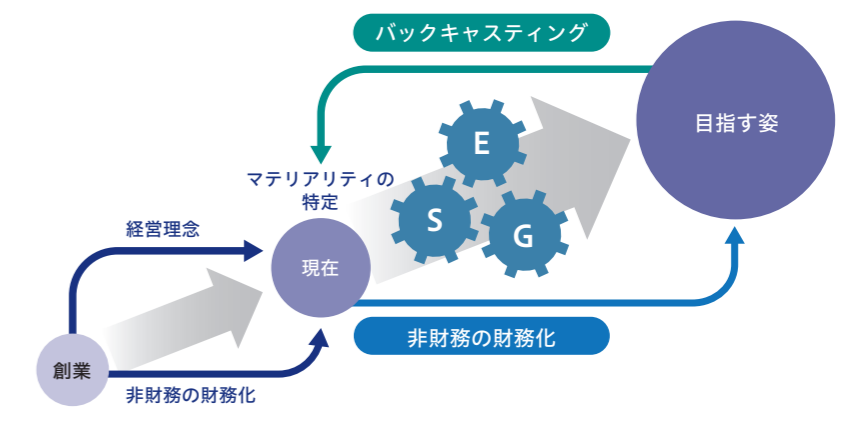 バックキャスティング
目指す姿
E
マテリアリティの
特定
S
G
経営理念
現在
非財務の財務化
創業
非財務の財務化